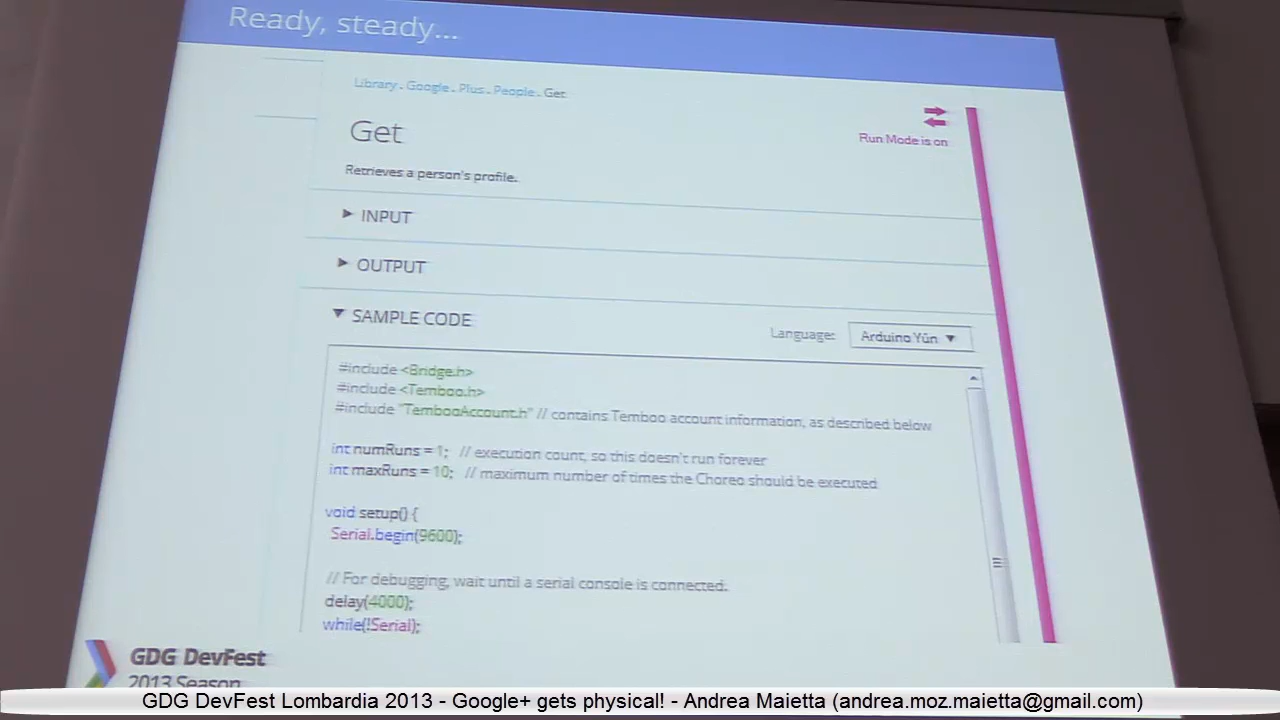 Ready, steady...
Library . Google . Plus . People . Get
Get
Run Mode is on
Retrieves a person's profile.
INPUT
OUTPUT
SAMPLE CODE
Language: Arduino Yún
#include <Bridge.h>
#include <Temboo.h>
#include "TembooAccount.h" // contains Temboo account information, as described below
int numRuns = 1; // execution count, so this doesn't run forever
int maxRuns = 10; // maximum number of times the Choreo should be executed
void setup() {
Serial.begin(9600);
// For debugging, wait until a serial console is connected.
delay(4000);
while(!Serial);
GDG DevFest
2013 Season
GDG DevFest Lombardia 2013 - Google+ gets physical! - Andrea Maietta (andrea.moz.maietta@gmail.com)